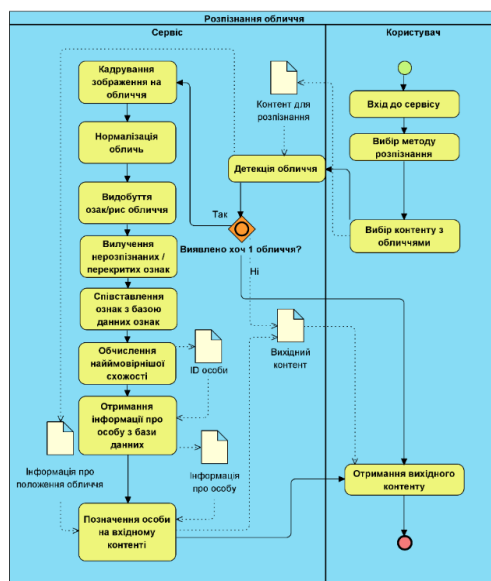 Розпізнання обличчя
Сервіс
Користувач
Кадрування
зображення на
обличчя
Контент для
розпізнання
Вхід до сервісу
Нормалізація
облич
Вибір методу
розпізнання
Детекція обличчя
Видобуття
озак/рис обличчя
Так
Вибір контенту з
обличчями
Виявлено хоч 1 обличчя?
Вилучення
нерозпізнаних /
перекритих ознак
Ні
Співставлення
ознак з базою
даних ознак
Вихідний
контент
Обчислення
найймовірнішої
схожості
ID особи
Отримання
інформації про
особу з бази
даних
Інформація про
положення обличчя
Інформація
про особу
Отримання вихідного
контенту
Позначення особи
на вхідному
контенті